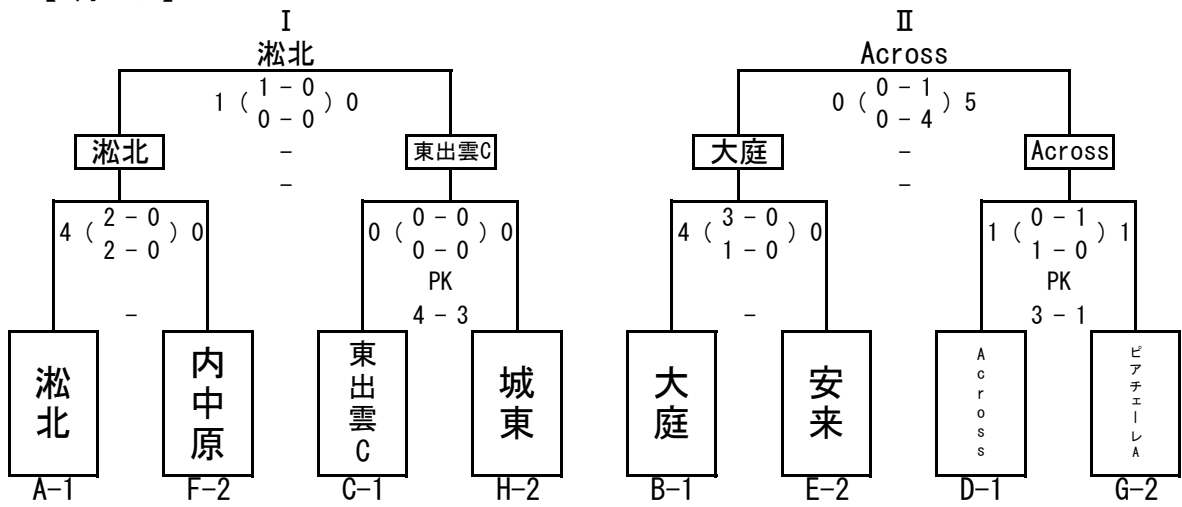 I II
淞北 Across
1 ( 1 - 0 ) 0 0 ( 0 - 1 ) 5
0 - 0 0 - 4
淞北 - 東出雲C 大庭 - Across
- -
4 ( 2 - 0 ) 0 0 ( 0 - 0 ) 0 4 ( 3 - 0 ) 0 1 ( 0 - 1 ) 1
2 - 0 0 - 0 1 - 0 1 - 0
PK PK
- 4 - 3 - 3 - 1
淞北 内中原 東出雲C 城東 大庭 安来 Across ピアチェーレA
A-1 F-2 C-1 H-2 B-1 E-2 D-1 G-2